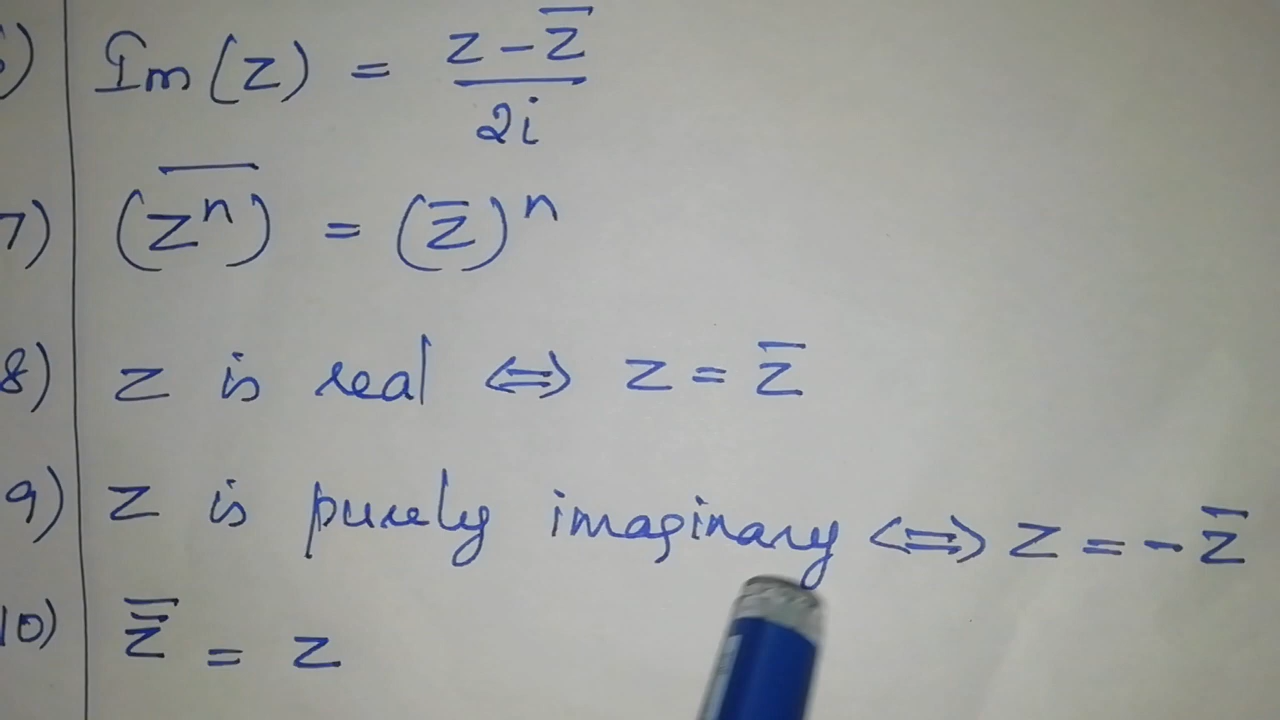 6) Im(z) = (z - z̅)/2i
7) (z̅ⁿ̅) = (z̅)ⁿ
8) z is real ⇔ z = z̅
9) z is purely imaginary ⇔ z = - z̅
10) z̿ = z